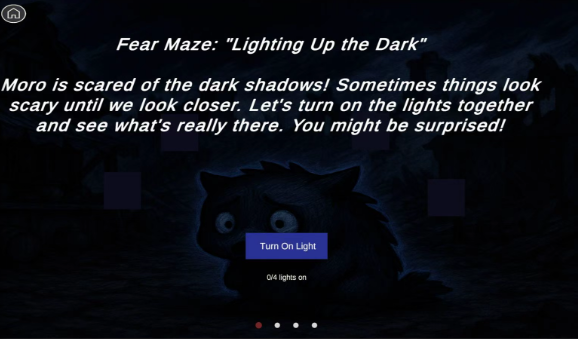 Fear Maze: "Lighting Up the Dark"
Moro is scared of the dark shadows! Sometimes things look
scary until we look closer. Let's turn on the lights together
and see what's really there. You might be surprised!
Turn On Light
0/4 lights on